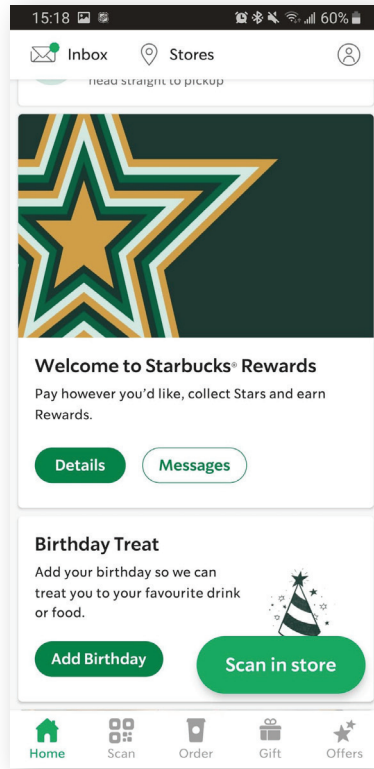 15:18 60%
Inbox Stores
head straight to pickup
Welcome to Starbucks® Rewards
Pay however you'd like, collect Stars and earn
Rewards.
Details Messages
Birthday Treat
Add your birthday so we can
treat you to your favourite drink
or food.
Add Birthday
Scan in store
Home Scan Order Gift Offers